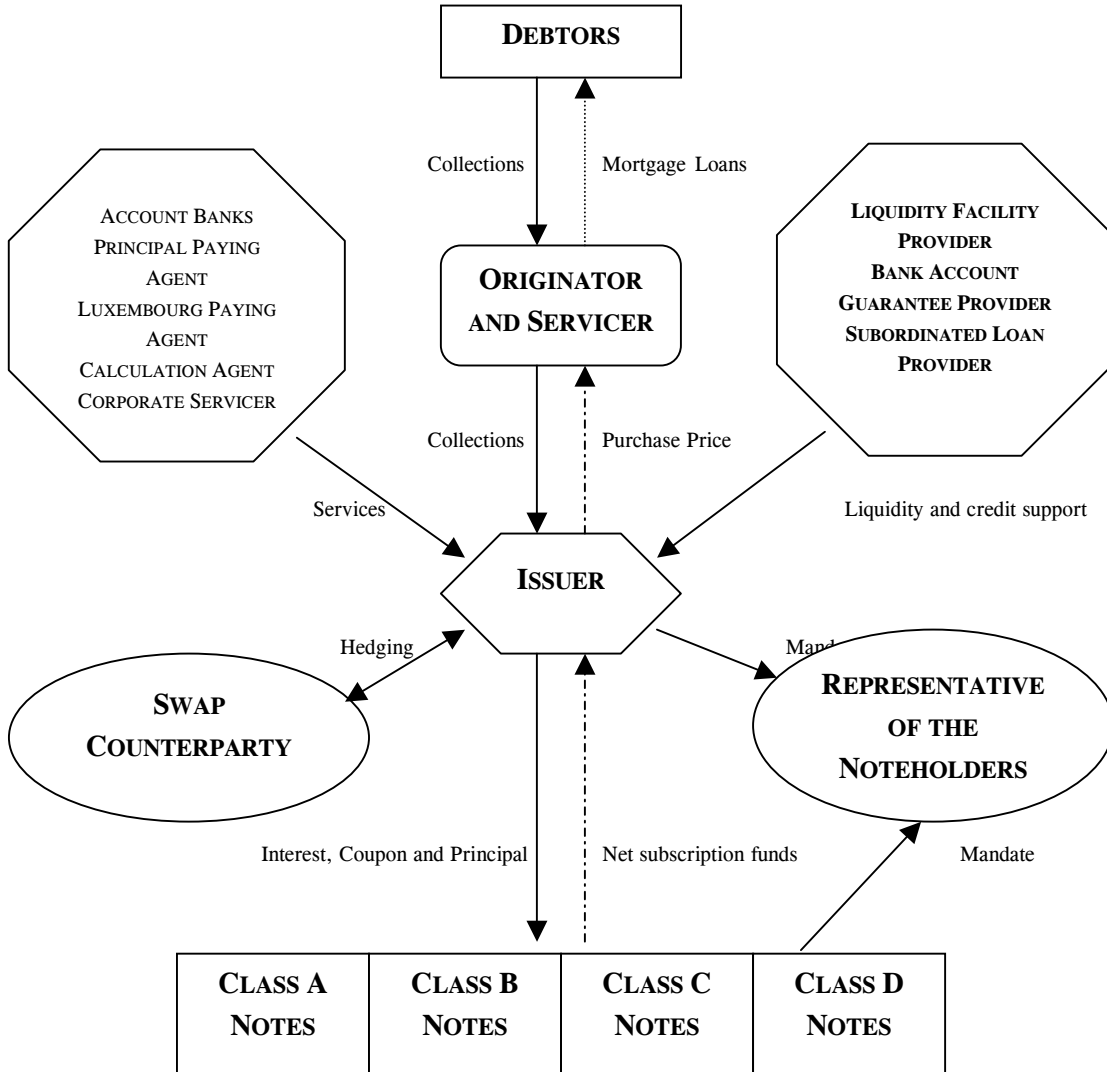 DEBTORS
Collections
Mortgage Loans
ACCOUNT BANKS
PRINCIPAL PAYING
AGENT
LUXEMBOURG PAYING
AGENT
CALCULATION AGENT
CORPORATE SERVICER
ORIGINATOR
AND SERVICER
LIQUIDITY FACILITY
PROVIDER
BANK ACCOUNT
GUARANTEE PROVIDER
SUBORDINATED LOAN
PROVIDER
Collections
Purchase Price
Services
Liquidity and credit support
ISSUER
Hedging
SWAP
COUNTERPARTY
REPRESENTATIVE
OF THE
NOTEHOLDERS
Interest, Coupon and Principal
Net subscription funds
Mandate
CLASS A
NOTES
CLASS B
NOTES
CLASS C
NOTES
CLASS D
NOTES